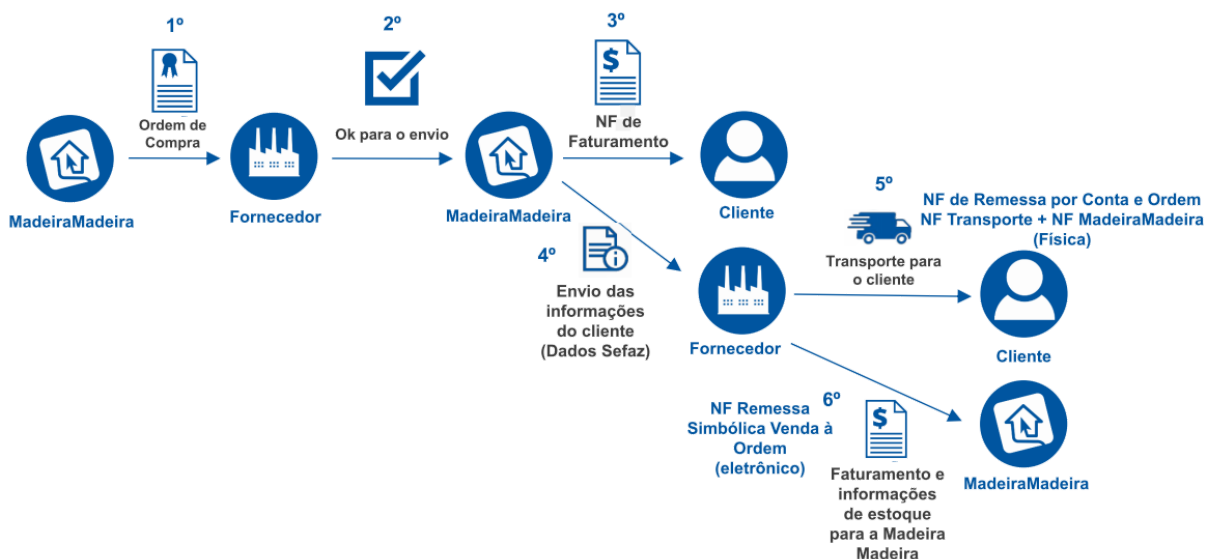 1º
Ordem de
Compra
MadeiraMadeira
Fornecedor
2º
Ok para o envio
MadeiraMadeira
3º
$
NF de
Faturamento
Cliente
4º
Envio das
informações
do cliente
(Dados Sefaz)
Fornecedor
5º
NF de Remessa por Conta e Ordem
NF Transporte + NF MadeiraMadeira
(Física)
Transporte para
o cliente
Cliente
6º
NF Remessa
Simbólica Venda à
Ordem
(eletrônico)
$
Faturamento e
informações
de estoque
para a Madeira
Madeira
MadeiraMadeira